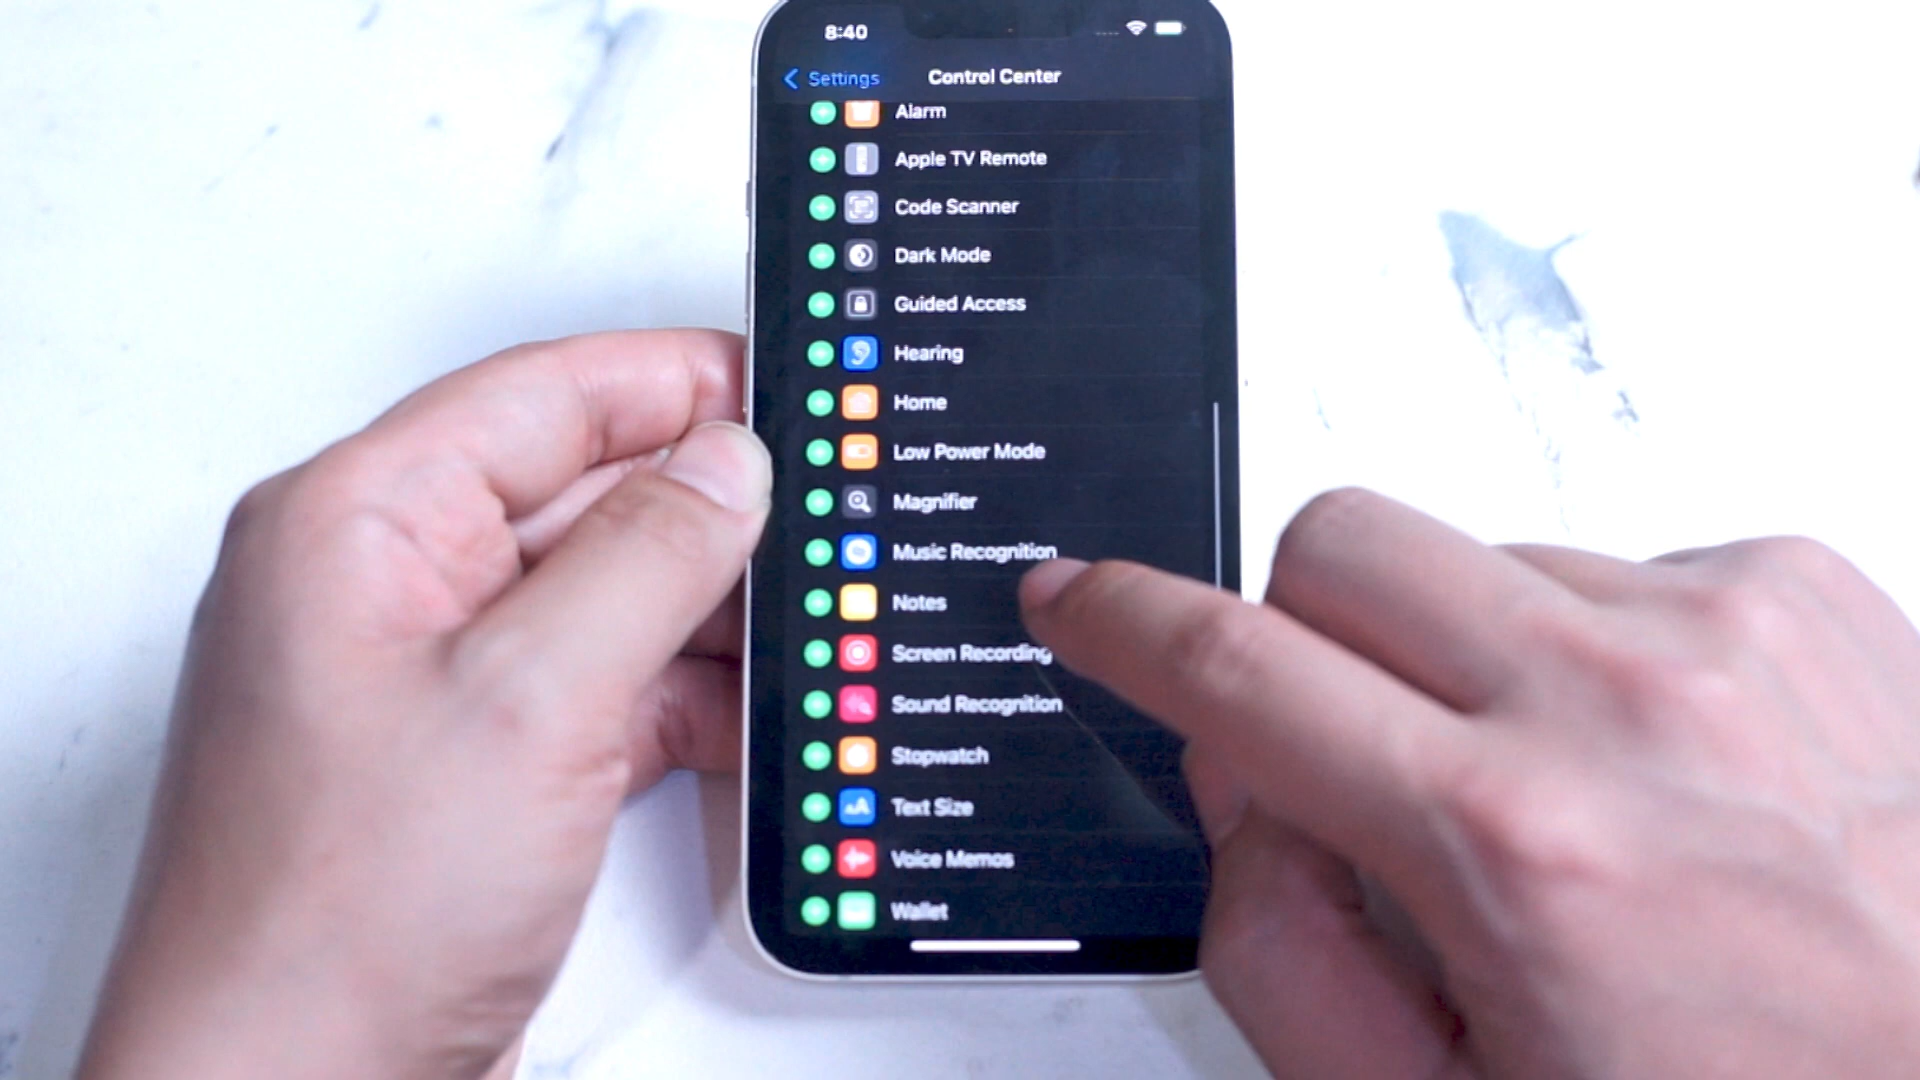 8:40
Settings
Control Center
Alarm
Apple TV Remote
Code Scanner
Dark Mode
Guided Access
Hearing
Home
Low Power Mode
Magnifier
Music Recognition
Notes
Screen Recording
Sound Recognition
Stopwatch
AA Text Size
Voice Memos
Wallet